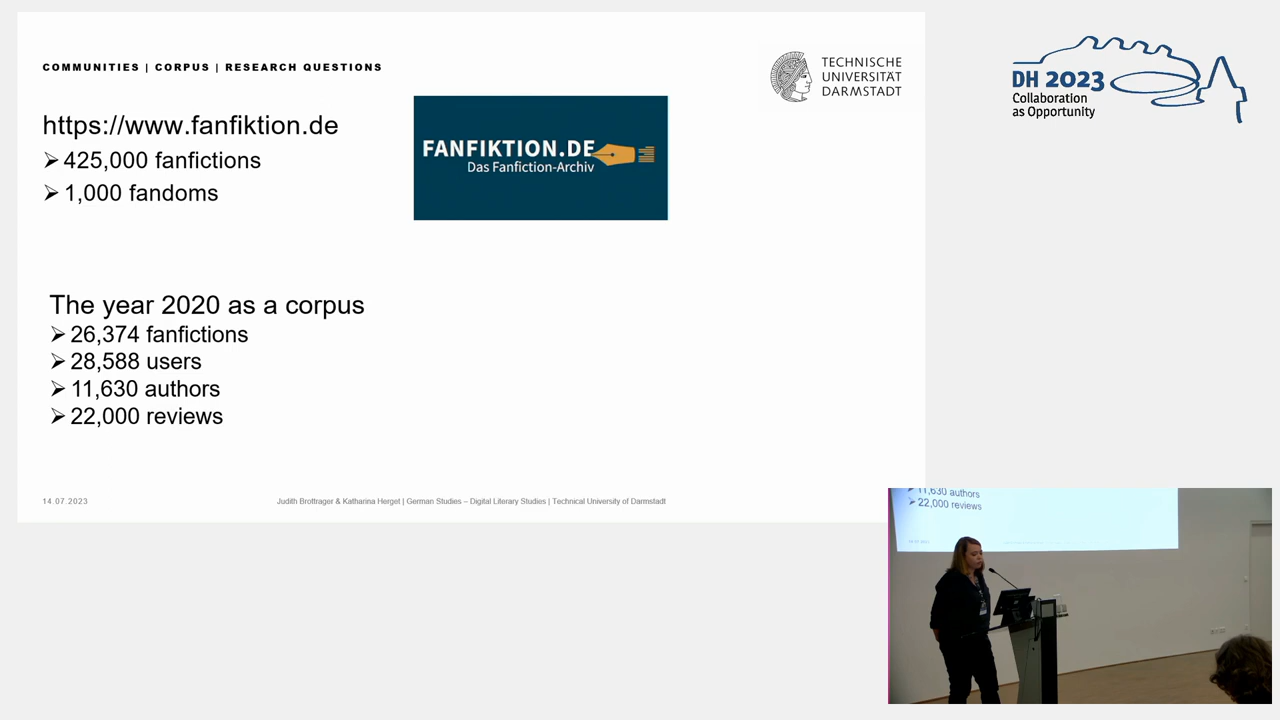 COMMUNITIES | CORPUS | RESEARCH QUESTIONS
TECHNISCHE
UNIVERSITÄT
DARMSTADT
DH 2023
Collaboration
as Opportunity
https://www.fanfiktion.de
➢ 425,000 fanfictions
➢ 1,000 fandoms
FANFIKTION.DE
Das Fanfiction-Archiv
The year 2020 as a corpus
➢ 26,374 fanfictions
➢ 28,588 users
➢ 11,630 authors
➢ 22,000 reviews
14.07.2023
Judith Brottrager & Katharina Herget | German Studies – Digital Literary Studies | Technical University of Darmstadt
11,630 authors
➢ 22,000 reviews